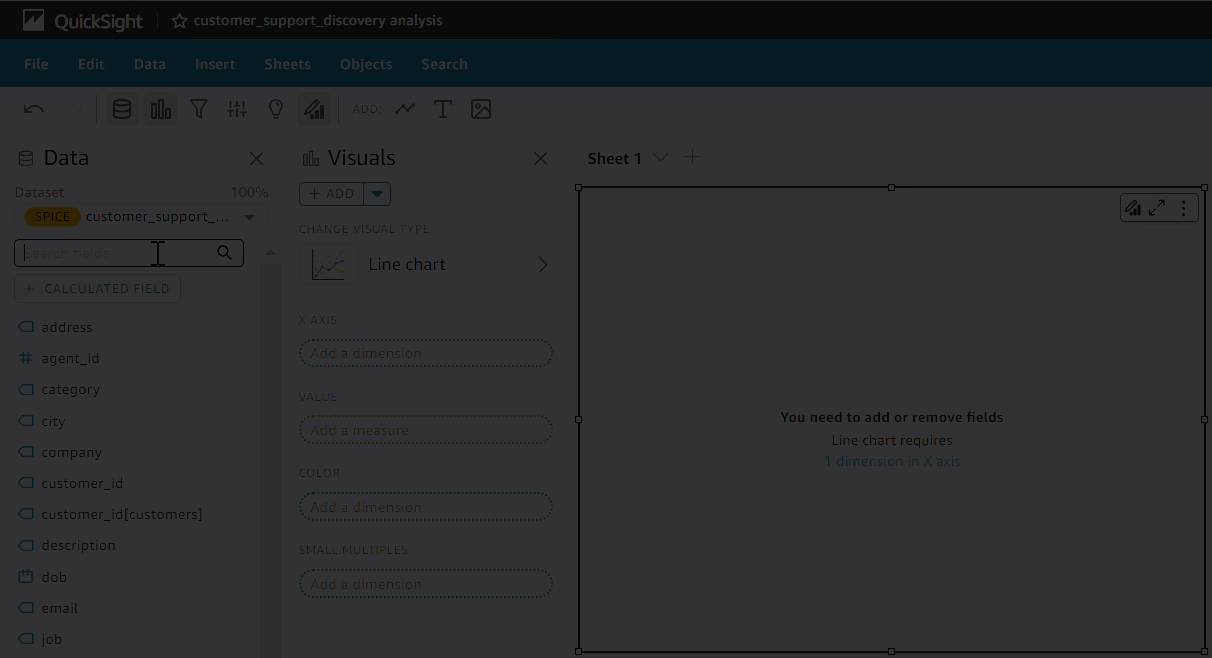 QuickSight
customer_support_discovery analysis
File Edit Data Insert Sheets Objects Search
ADD:
Data
Dataset 100%
SPICE customer_support_...
Search fields
+ CALCULATED FIELD
address
agent_id
category
city
company
customer_id
customer_id[customers]
description
dob
email
job
Visuals
+ ADD
CHANGE VISUAL TYPE
Line chart
X AXIS
Add a dimension
VALUE
Add a measure
COLOR
Add a dimension
SMALL MULTIPLES
Add a dimension
Sheet 1
You need to add or remove fields
Line chart requires
1 dimension in X axis